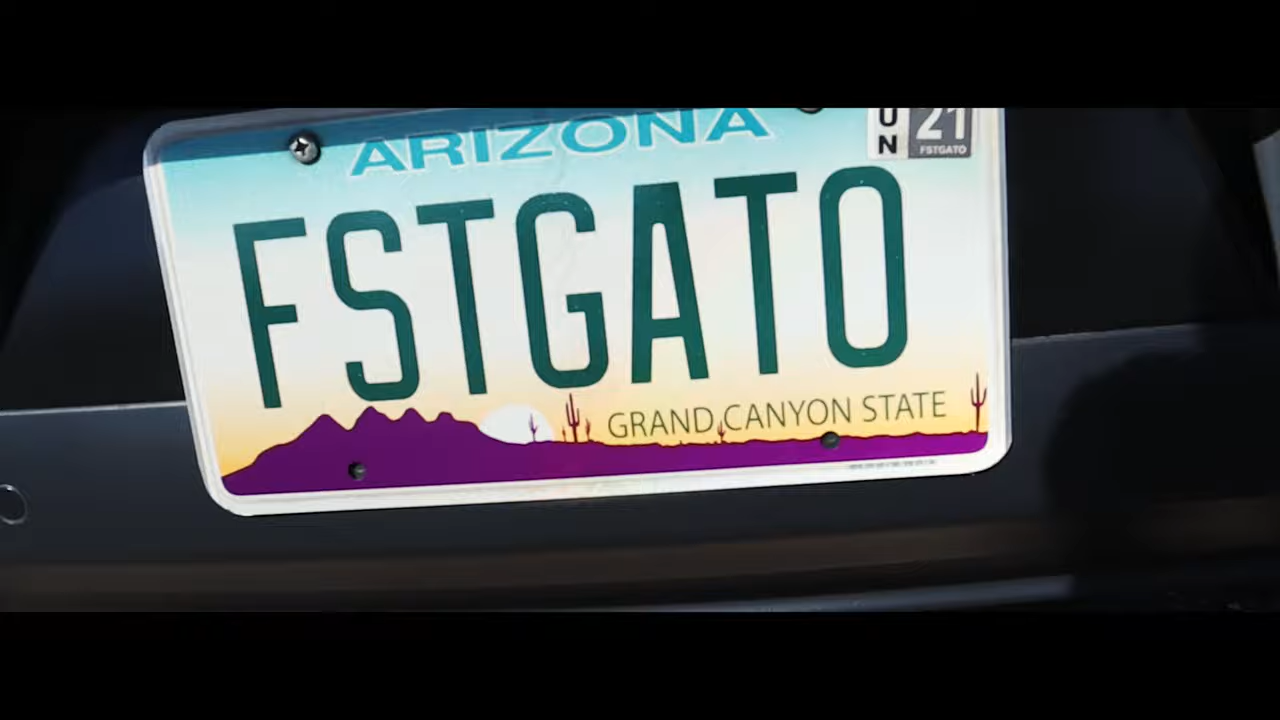 ARIZONA
UN 21
FSTGATO
FSTGATO
GRAND CANYON STATE